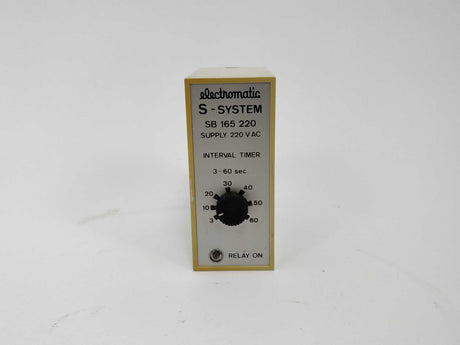 electromatic
S-SYSTEM
SB 165 220
SUPPLY 220 V AC
INTERVAL TIMER
3-60 sec.
30
20 40
10 50
3 60
RELAY ON